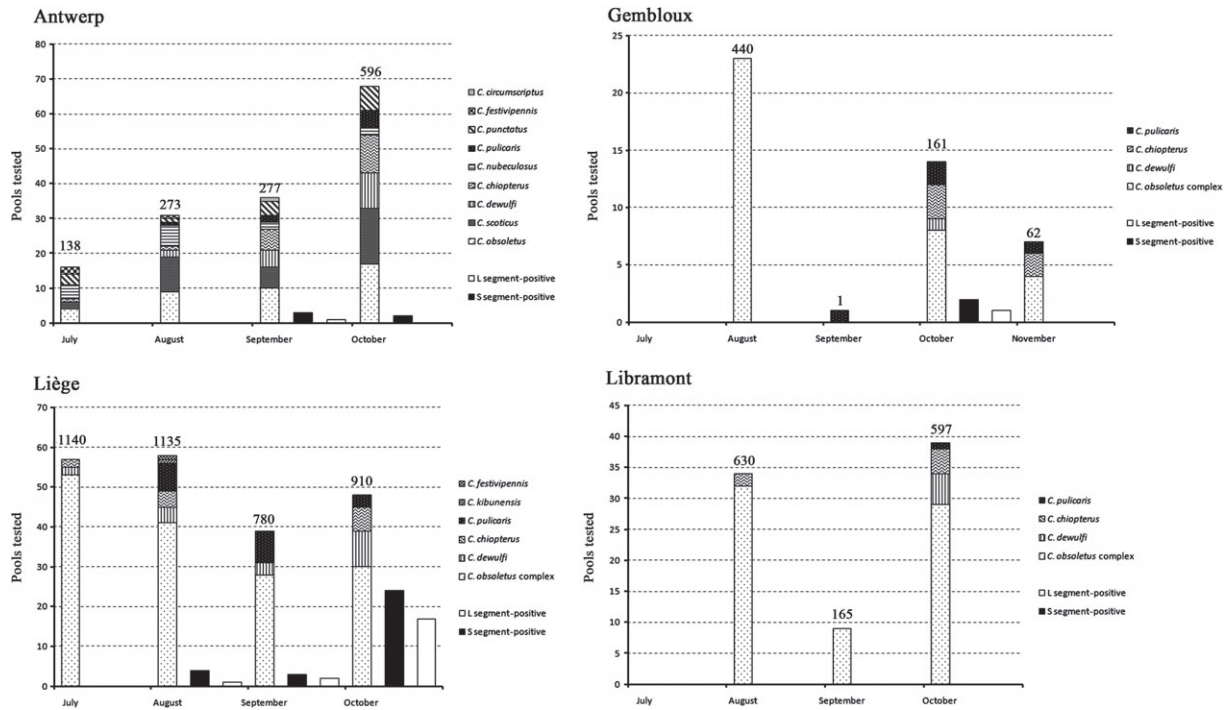 Antwerp
Pools tested
80
70
60
50
40
30
20
10
0
138
273
277
596
July
August
September
October
C. circumscriptus
C. festivipennis
C. punctatus
C. pulicaris
C. nubeculosus
C. chiopterus
C. dewulfi
C. scoticus
C. obsoletus
L segment-positive
S segment-positive
Gembloux
Pools tested
25
20
15
10
5
0
440
1
161
62
July
August
September
October
November
C. pulicaris
C. chiopterus
C. dewulfi
C. obsoletus complex
L segment-positive
S segment-positive
Liège
Pools tested
70
60
50
40
30
20
10
0
1140
1135
780
910
July
August
September
October
C. festivipennis
C. kibunensis
C. pulicaris
C. chiopterus
C. dewulfi
C. obsoletus complex
L segment-positive
S segment-positive
Libramont
Pools tested
45
40
35
30
25
20
15
10
5
0
630
165
597
July
August
September
October
C. pulicaris
C. chiopterus
C. dewulfi
C. obsoletus complex
L segment-positive
S segment-positive